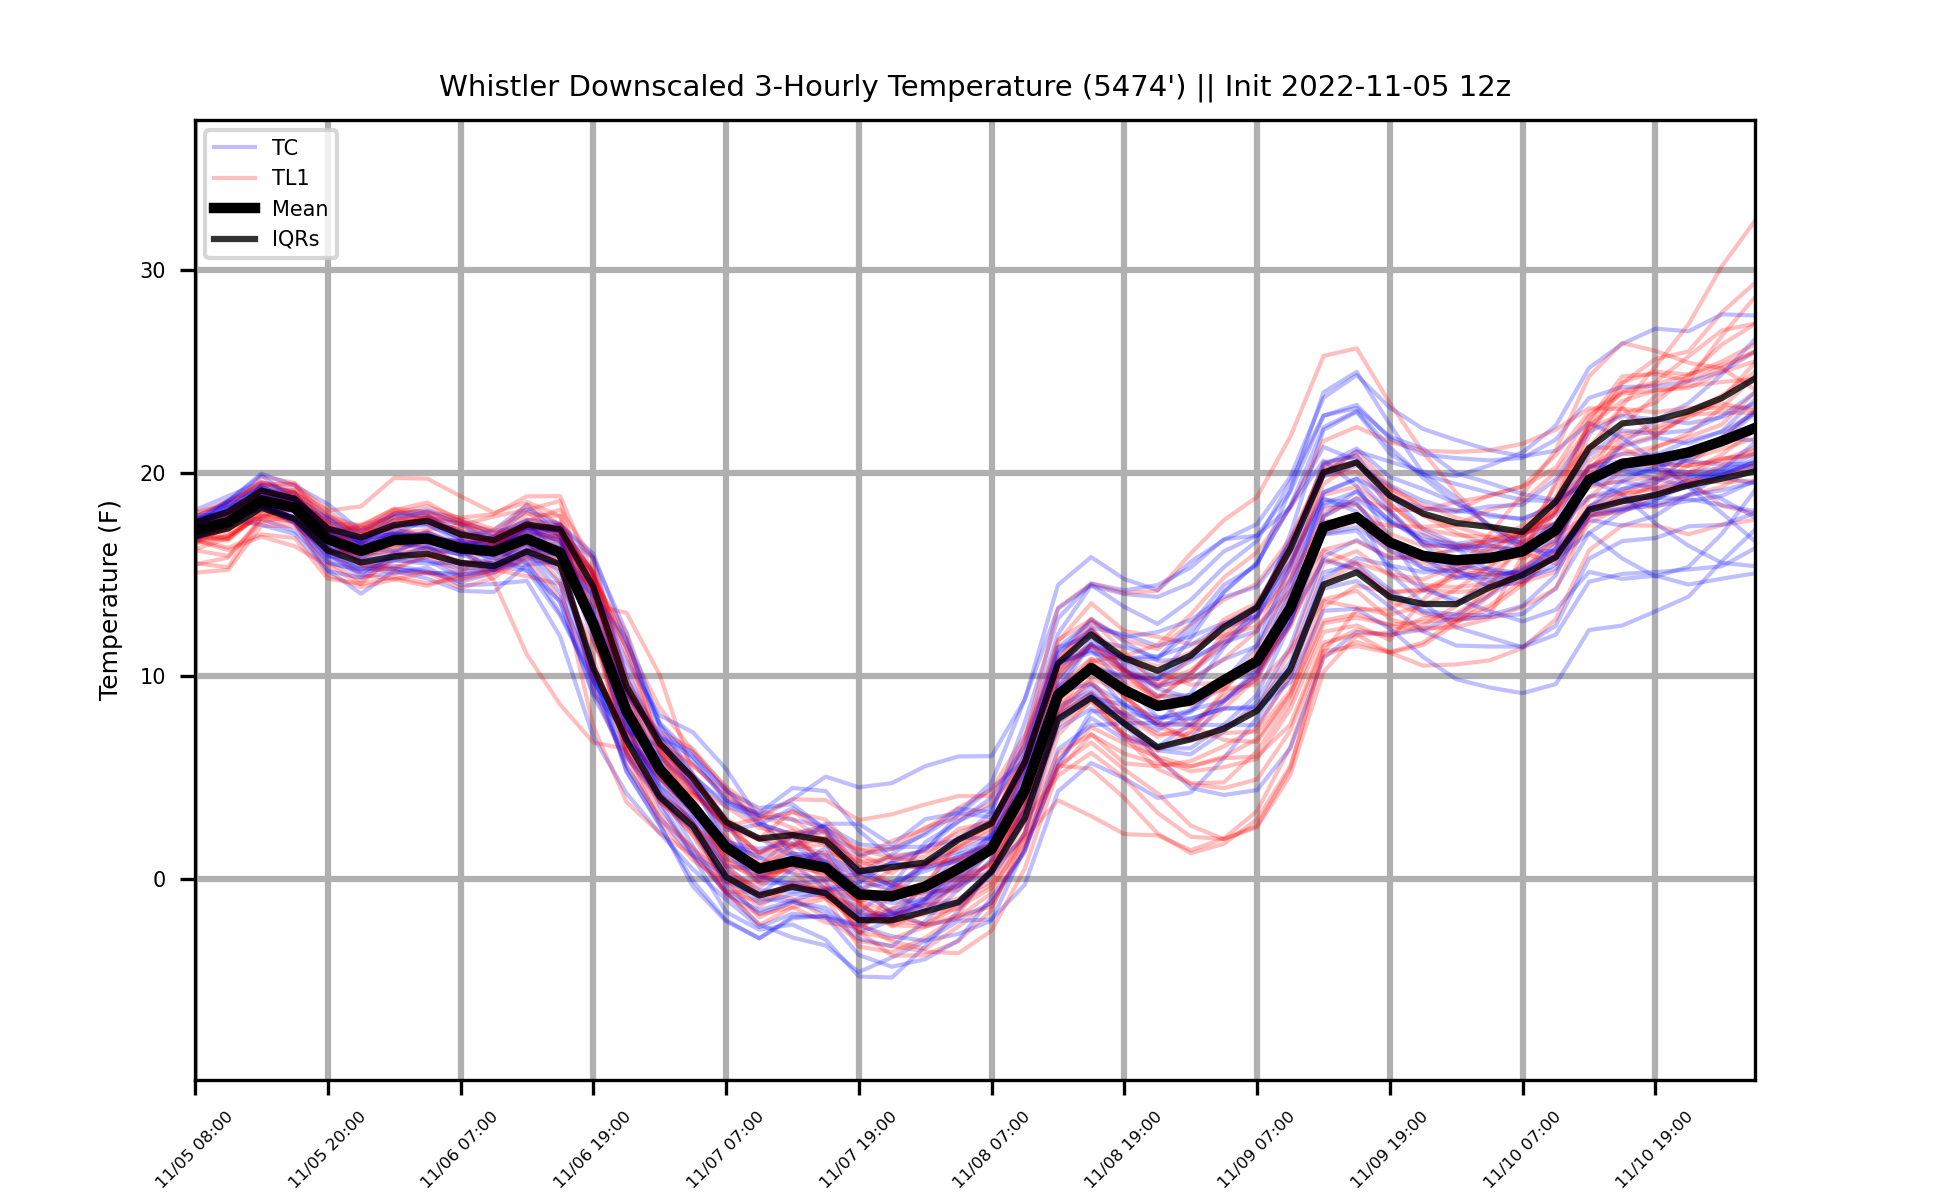 Whistler Downscaled 3-Hourly Temperature (5474') || Init 2022-11-05 12z
TC
TL1
Mean
IQRs
30
20
10
0
Temperature (F)
11/05 08:00
11/05 20:00
11/06 07:00
11/06 19:00
11/07 07:00
11/07 19:00
11/08 07:00
11/08 19:00
11/09 07:00
11/09 19:00
11/10 07:00
11/10 19:00